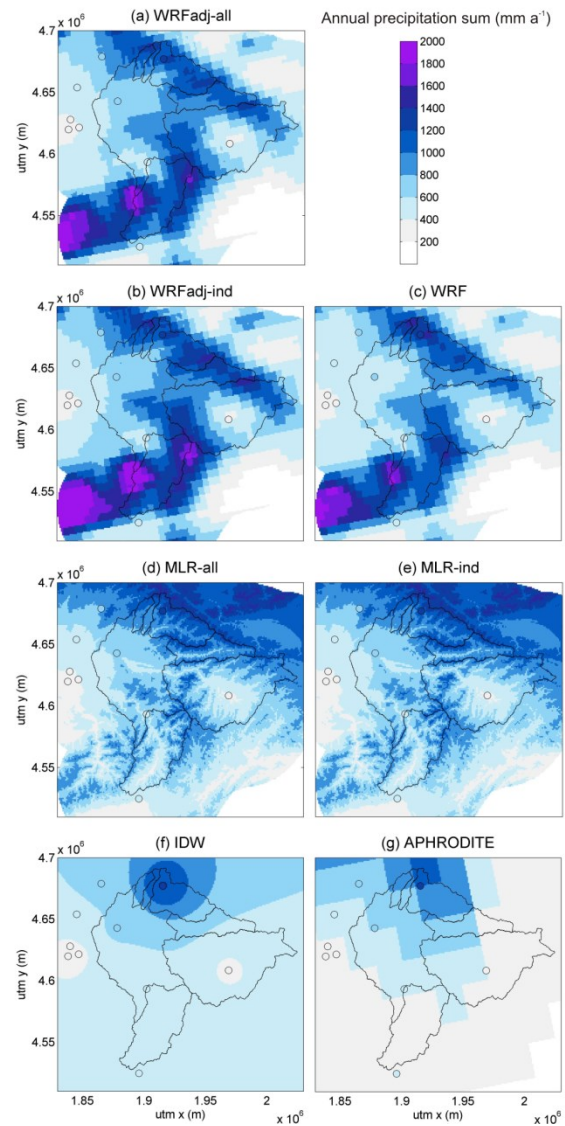 (a) WRFadj-all
Annual precipitation sum (mm a⁻¹)
4.7 x 10⁶
4.65
4.6
4.55
utm y (m)
2000
1800
1600
1400
1200
1000
800
600
400
200
(b) WRFadj-ind
(c) WRF
4.7 x 10⁶
4.65
4.6
4.55
utm y (m)
(d) MLR-all
(e) MLR-ind
4.7 x 10⁶
4.65
4.6
4.55
utm y (m)
(f) IDW
(g) APHRODITE
4.7 x 10⁶
4.65
4.6
4.55
utm y (m)
1.85 1.9 1.95 2
utm x (m) x 10⁶
1.85 1.9 1.95 2
utm x (m) x 10⁶